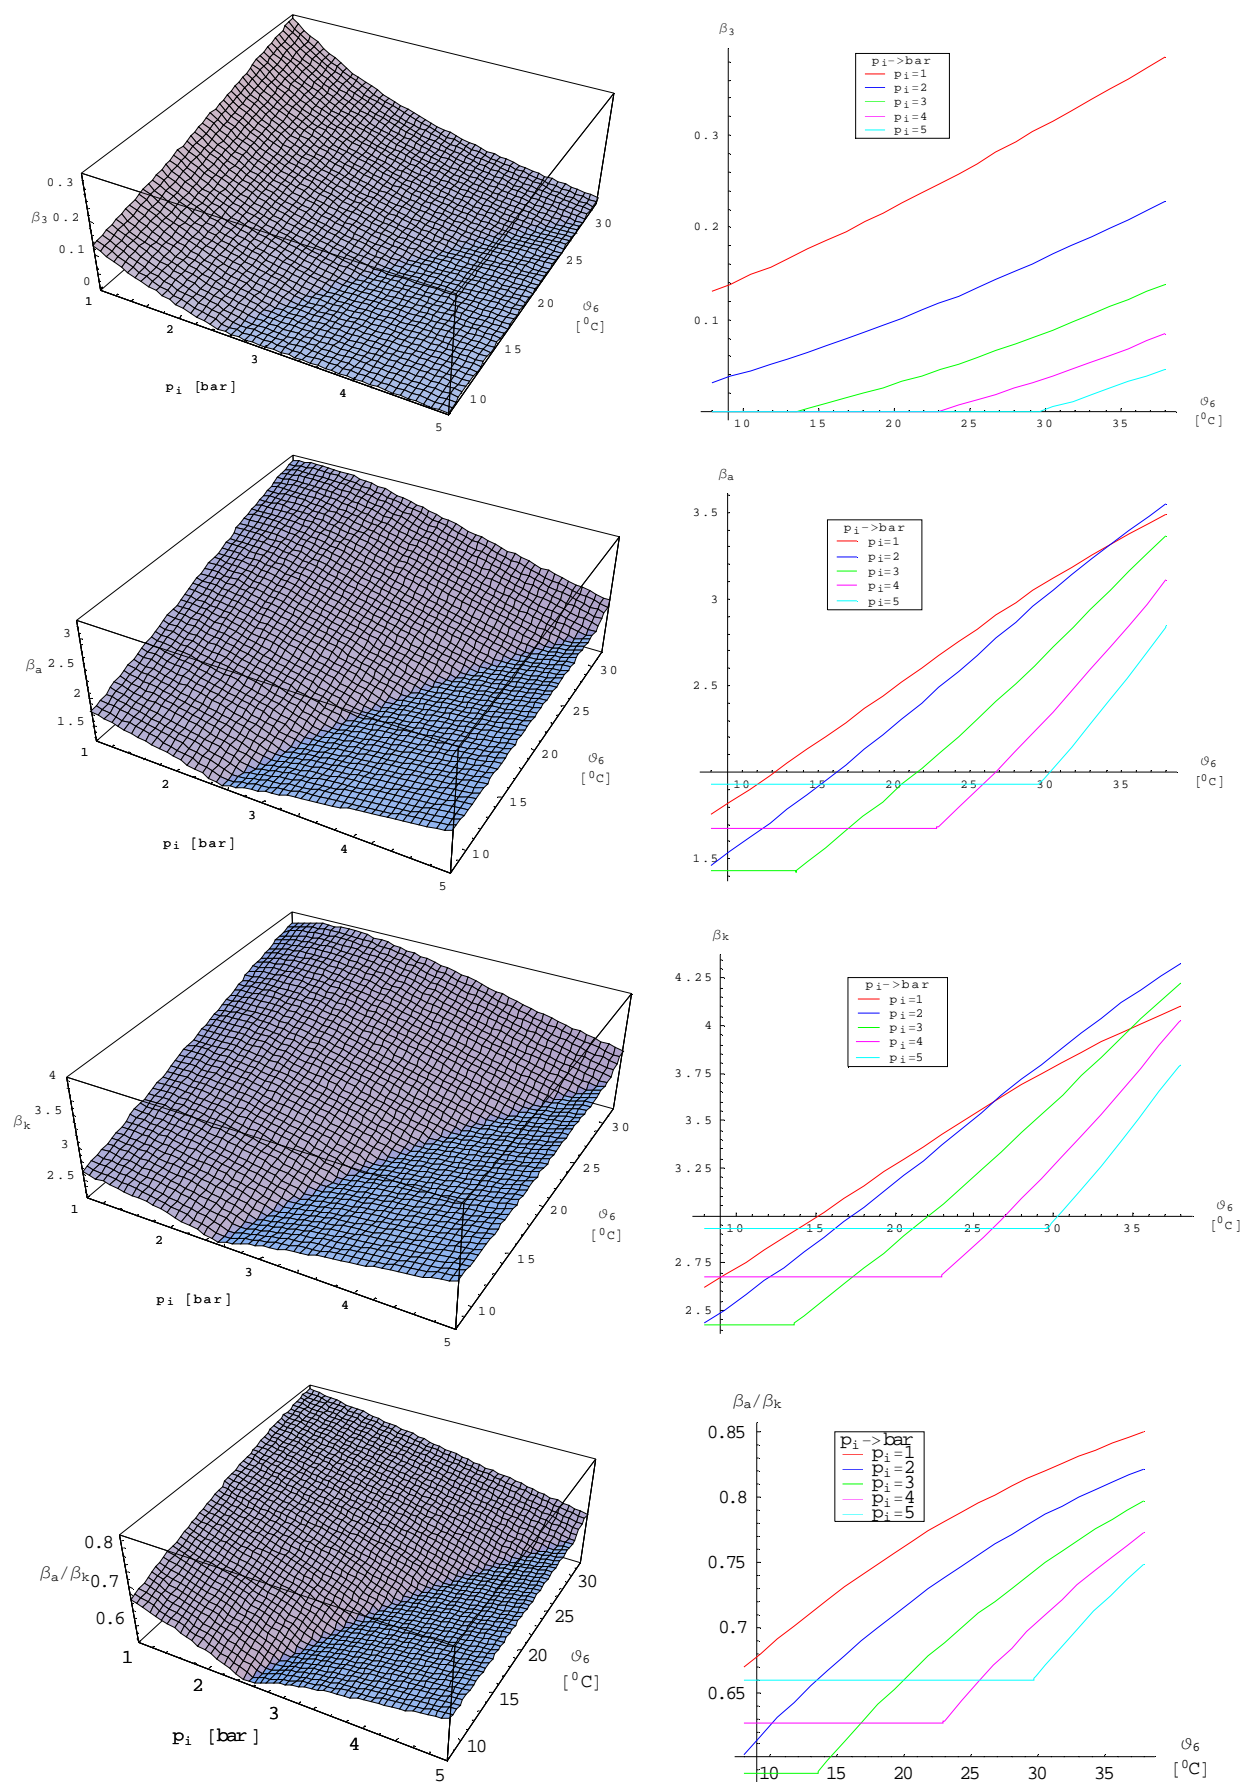 0.3
β3 0.2
0.1
0
1
2
3
4
5
pi [bar]
10
15
20
25
30
ϑ6
[0C]
β3
pi->bar
pi=1
pi=2
pi=3
pi=4
pi=5
0.3
0.2
0.1
10 15 20 25 30 35
ϑ6
[0C]
3
βa 2.5
2
1.5
1
2
3
4
5
pi [bar]
10
15
20
25
30
ϑ6
[0C]
βa
3.5
pi->bar
pi=1
pi=2
pi=3
pi=4
pi=5
3
2.5
1.5
10 15 20 25 30 35
ϑ6
[0C]
4
3.5
βk
3
2.5
1
2
3
4
5
pi [bar]
10
15
20
25
30
ϑ6
[0C]
βk
4.25
pi->bar
pi=1
pi=2
pi=3
pi=4
pi=5
4
3.75
3.5
3.25
2.75
2.5
10 15 20 25 30 35
ϑ6
[0C]
0.8
βa/βk 0.7
0.6
1
2
3
4
5
pi [bar]
10
15
20
25
30
ϑ6
[0C]
βa/βk
0.85
pi->bar
pi=1
pi=2
pi=3
pi=4
pi=5
0.8
0.75
0.7
0.65
10 15 20 25 30 35
ϑ6
[0C]